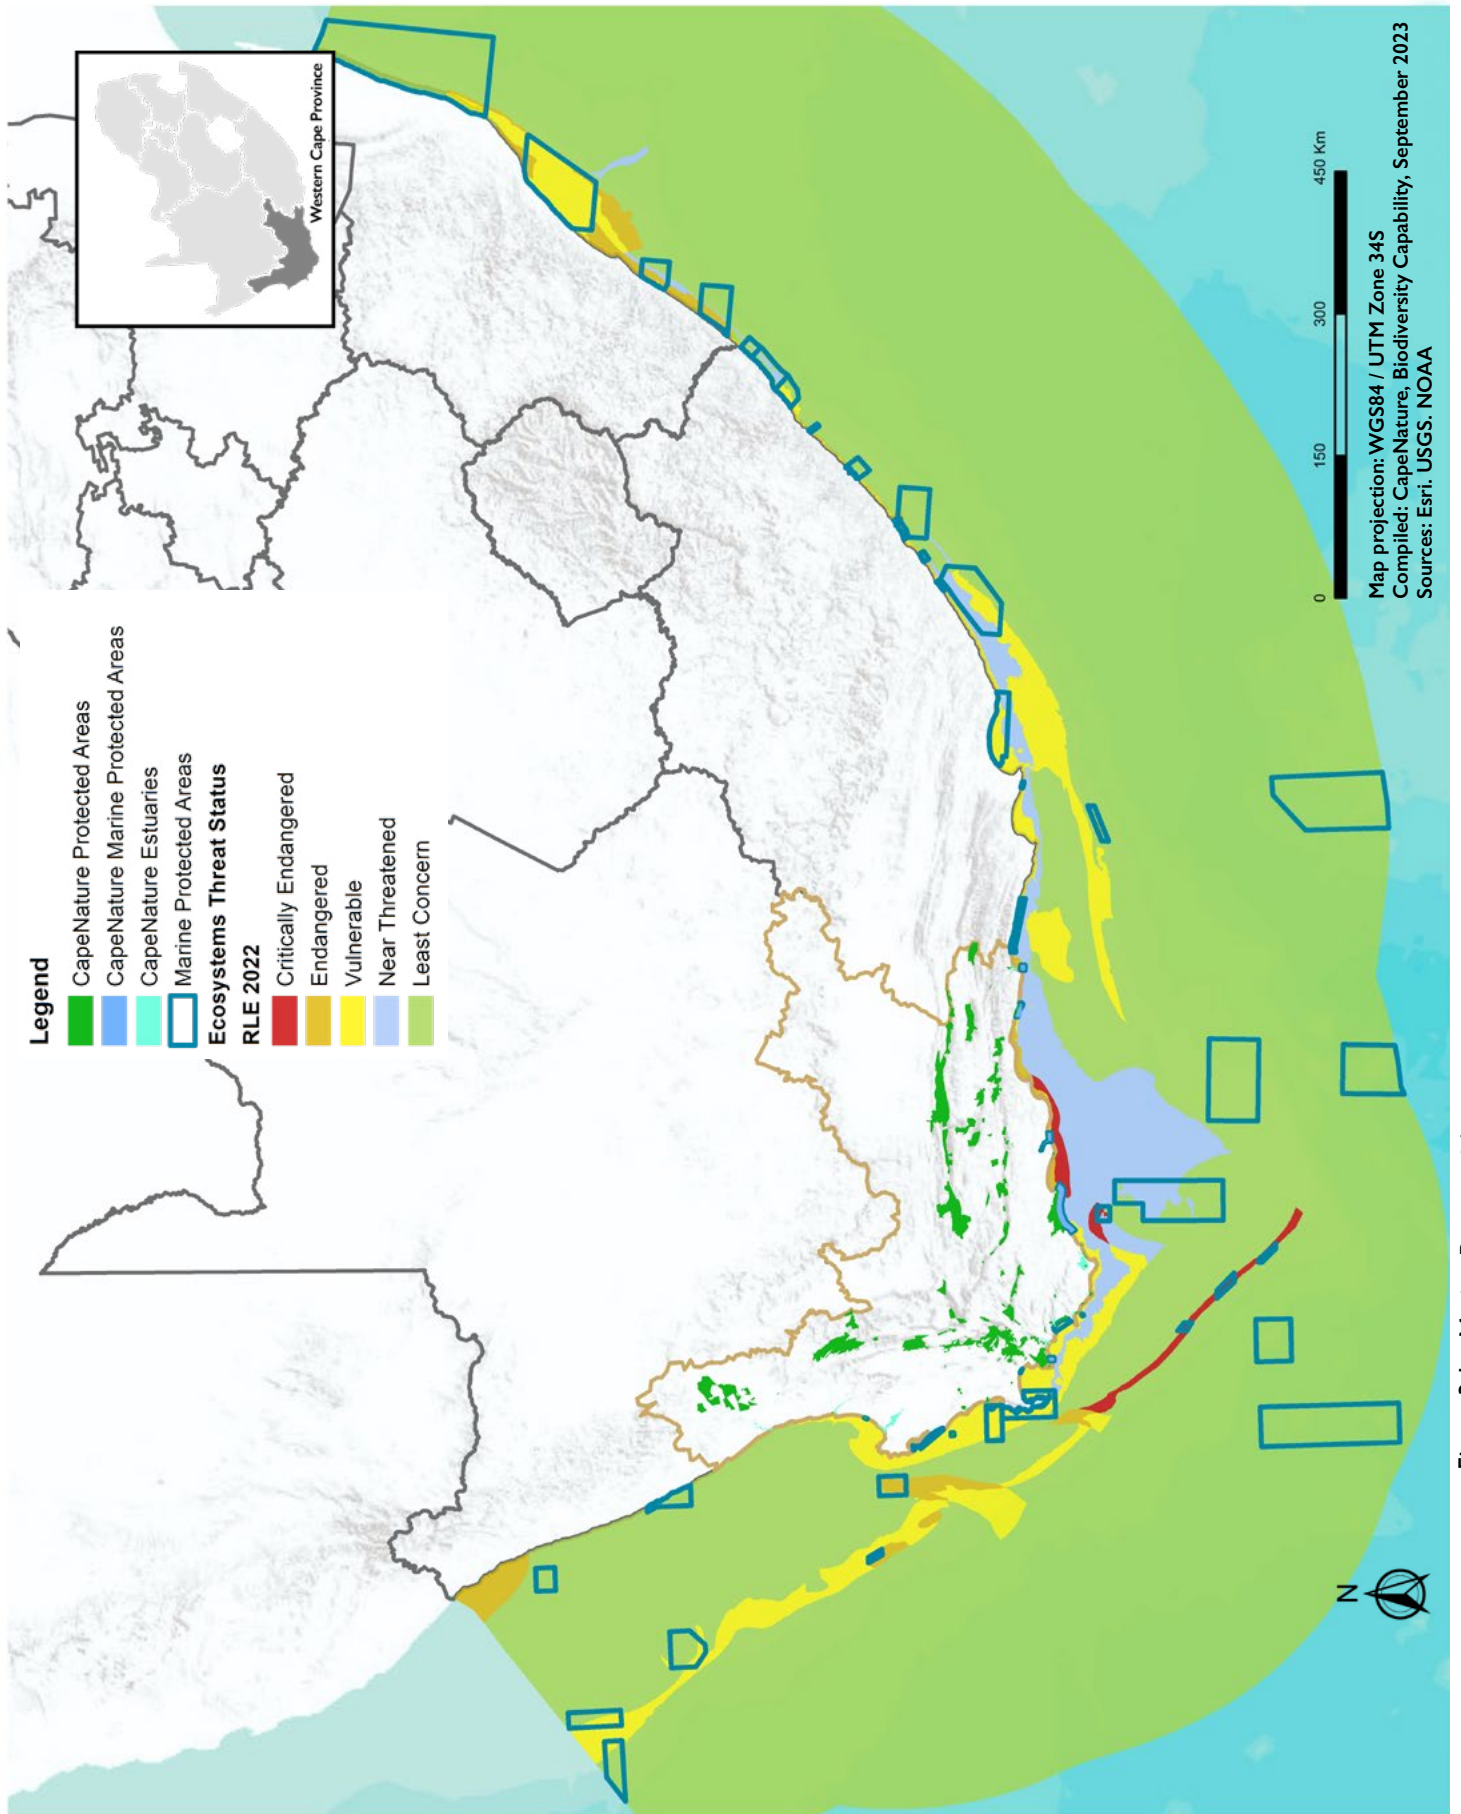 Legend
CapeNature Protected Areas
CapeNature Marine Protected Areas
CapeNature Estuaries
Marine Protected Areas
Ecosystems Threat Status
RLE 2022
Critically Endangered
Endangered
Vulnerable
Near Threatened
Least Concern
Western Cape Province
N
0 150 300 450 Km
Map projection: WGS84 / UTM Zone 34S
Compiled: CapeNature, Biodiversity Capability, September 2023
Sources: Esri. USGS. NOAA